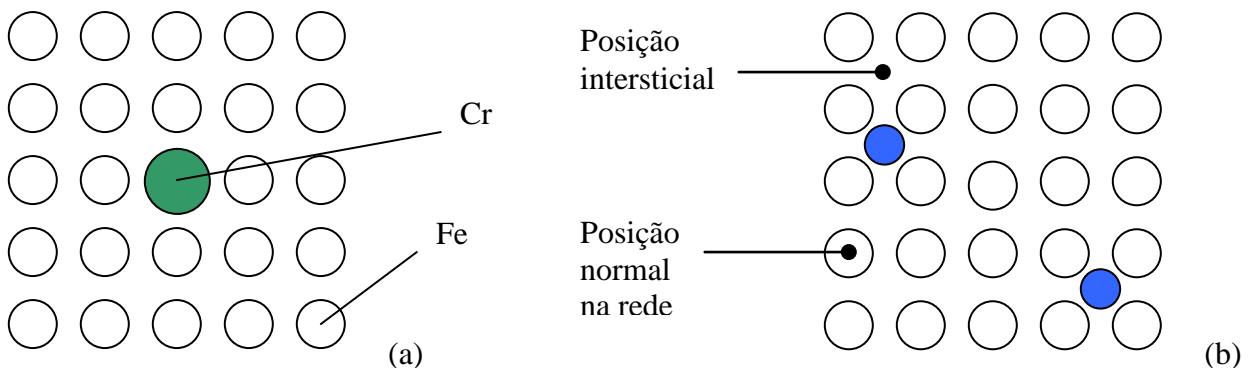 Cr
Fe
(a)
Posição
intersticial
Posição
normal
na rede
(b)